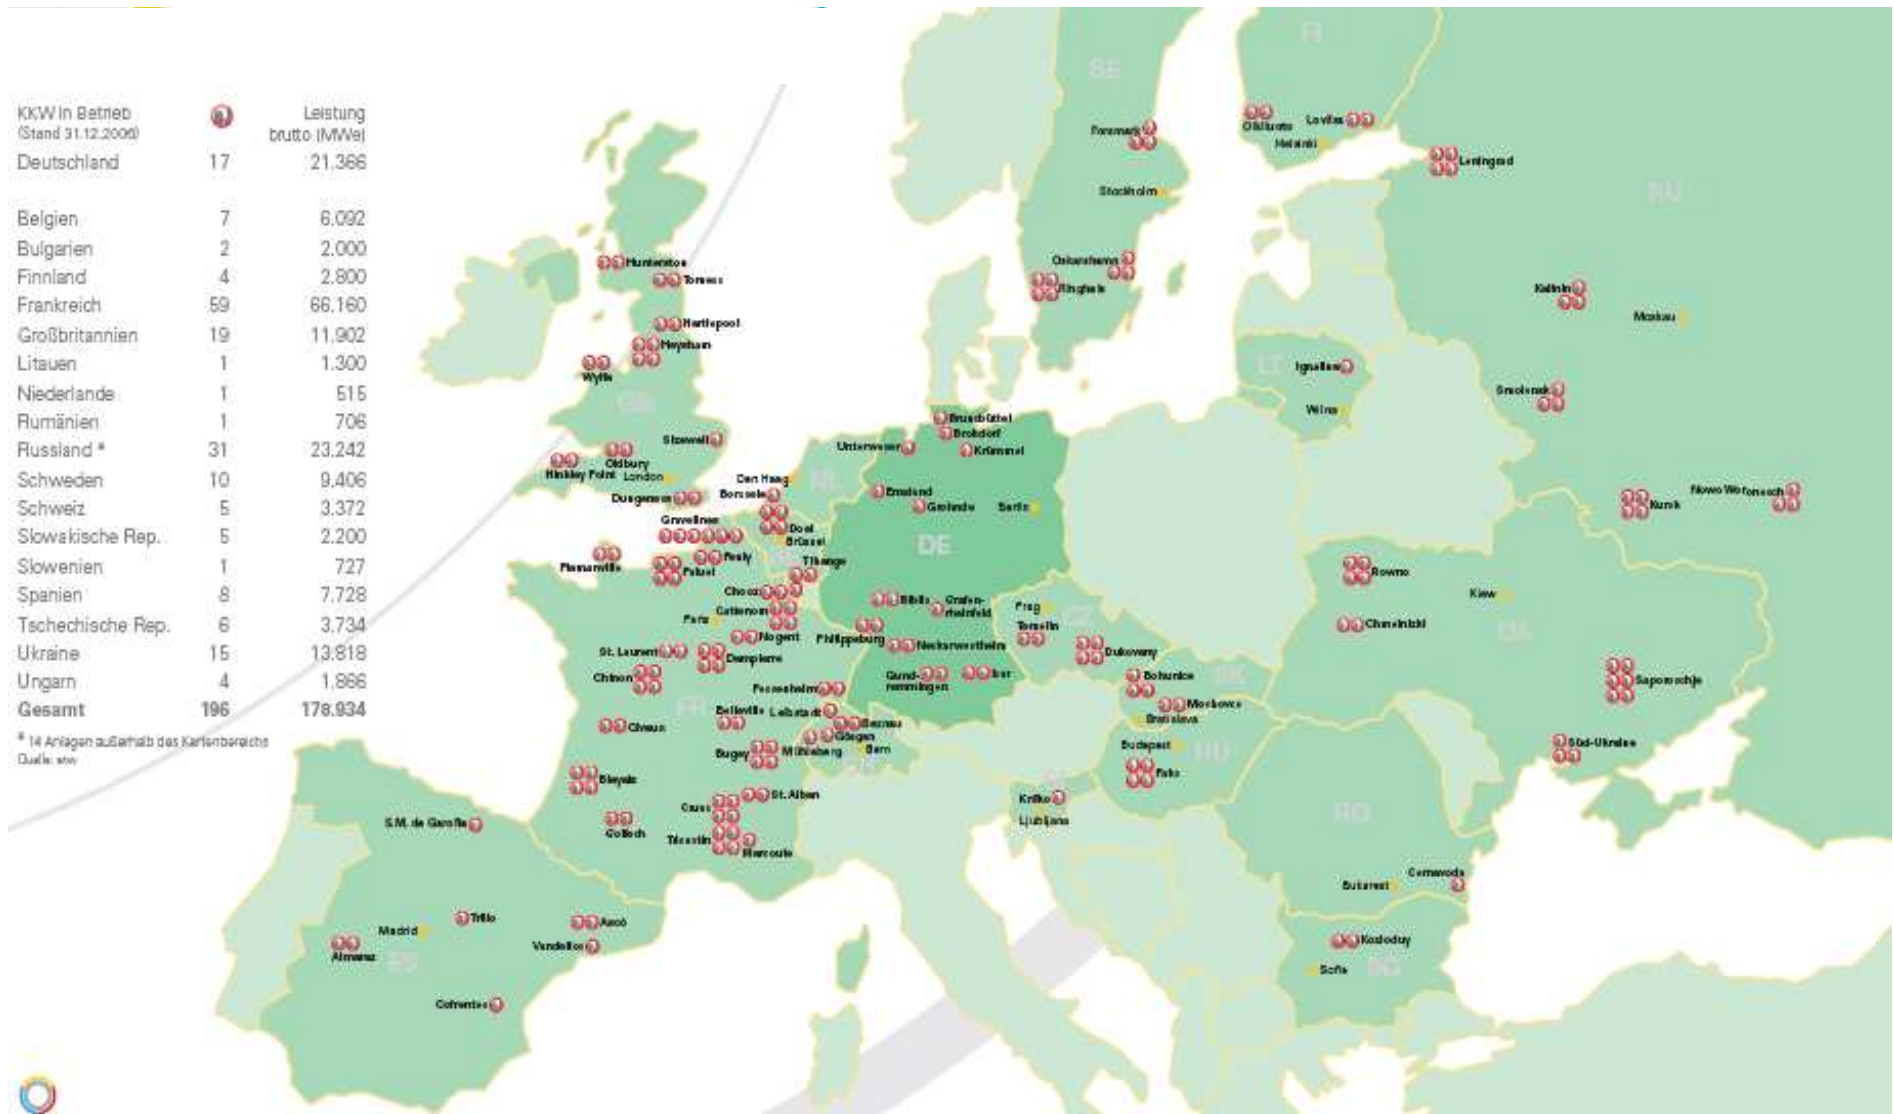 KKW in Betrieb
(Stand 31.12.2006)
Leistung
brutto (MWe)
Deutschland 17 21.366
Belgien 7 6.092
Bulgarien 2 2.000
Finnland 4 2.800
Frankreich 59 66.160
Großbritannien 19 11.902
Litauen 1 1.300
Niederlande 1 515
Rumänien 1 706
Russland * 31 23.242
Schweden 10 9.406
Schweiz 5 3.372
Slowakische Rep. 5 2.200
Slowenien 1 727
Spanien 8 7.728
Tschechische Rep. 6 3.734
Ukraine 15 13.818
Ungarn 4 1.866
Gesamt 196 178.934
* 14 Anlagen außerhalb des Kartenbereichs
Quelle: atw
SE
FI
RU
Forsmark
Olkiluoto
Loviisa
Helsinki
Leningrad
Stockholm
Hunterston
Torness
Oskarshamn
Ringhals
Kalinin
Moskau
Hartlepool
Heysham
Wylfa
GB
LT
Ignalina
Wilna
Smolensk
Brunsbüttel
Brokdorf
Krümmel
Unterweser
Sizewell
Oldbury
Hinkley Point
London
Dungeness
Den Haag
Borssele
NL
Emsland
Grohnde
Berlin
DE
Kursk
Nowo Woronesch
Gravelines
Doel
Brüssel
Tihange
Flamanville
Penly
Paluel
Chooz
Cattenom
Paris
Nogent
Biblis
Grafen-
rheinfeld
Philippsburg
Neckarwestheim
Gund-
remmingen
Isar
Prag
Temelin
CZ
Dukovany
Rowno
Kiew
Chmelnizki
UA
Saporoschje
Süd-Ukraine
St. Laurent
Dampierre
Chinon
Fessenheim
Belleville
Leibstadt
Beznau
Gösgen
Mühleberg
Bern
FR
Civaux
Bugey
Bohunice
SK
Mochovce
Bratislava
Budapest
HU
Paks
Blayais
Golfech
Cruas
St. Alban
Tricastin
Marcoule
Krško
Ljubljana
RO
Bukarest
Cernavoda
S.M. de Garoña
Trillo
Madrid
Almaraz
ES
Ascó
Vandellos
Cofrentes
Kosloduy
Sofia
BG